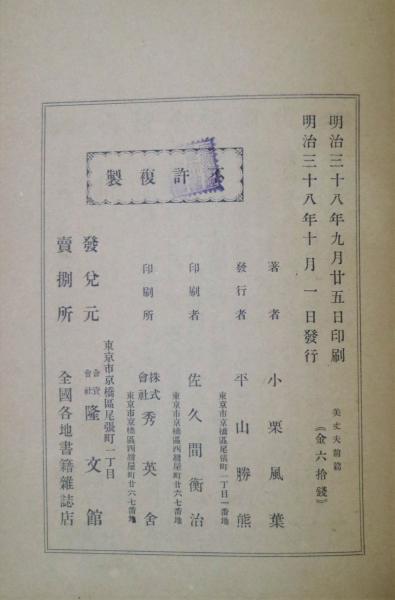 明治三十八年九月廿五日印刷
明治三十八年十月一日發行
美丈夫前篇
(金六拾錢)
不許複製
著者 小栗風葉
東京市京橋區尾張町一丁目一番地
發行者 平山勝熊
東京市京橋區西紺屋町廿六七番地
印刷者 佐久間衡治
東京市京橋區西紺屋町廿六七番地
印刷所 株式會社 秀英舍
東京市京橋區尾張町一丁目
發兌元 合資會社 隆文館
賣捌所 全國各地書籍雜誌店